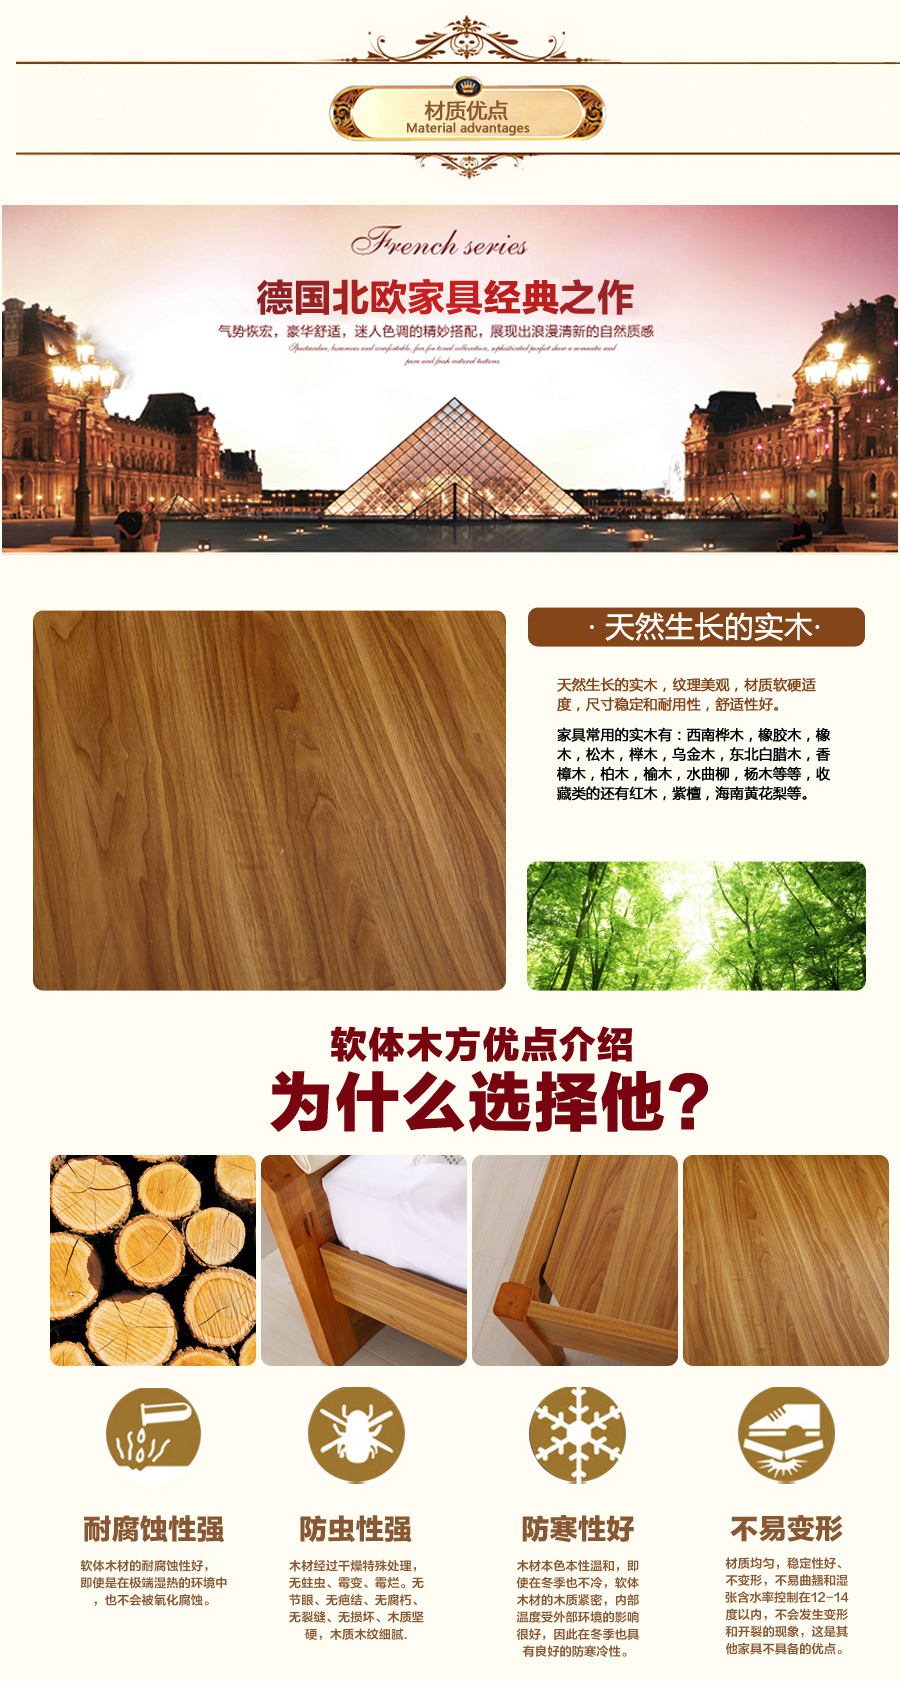 材质优点
Material advantages
French series
德国北欧家具经典之作
气势恢宏，豪华舒适，迷人色调的精妙搭配，展现出浪漫清新的自然质感
pure and fresh natural texture
· 天然生长的实木·
天然生长的实木，纹理美观，材质软硬适
度，尺寸稳定和耐用性，舒适性好。
家具常用的实木有：西南桦木，橡胶木，橡
木，松木，榉木，乌金木，东北白腊木，香
樟木，柏木，榆木，水曲柳，杨木等等，收
藏类的还有红木，紫檀，海南黄花梨等。
软体木方优点介绍
为什么选择他?
耐腐蚀性强
软体木材的耐腐蚀性好，
即使是在极端湿热的环境中
，也不会被氧化腐蚀。
防虫性强
木材经过干燥特殊处理，
无蛀虫、霉变、霉烂。无
节眼、无疤结、无腐朽、
无裂缝、无损坏、木质坚
硬，木质木纹细腻.
防寒性好
木材本色本性温和，即
使在冬季也不冷，软体
木材的木质紧密，内部
温度受外部环境的影响
很好，因此在冬季也具
有良好的防寒冷性。
不易变形
材质均匀，稳定性好、
不变形，不易曲翘和湿
张含水率控制在12-14
度以内，不会发生变形
和开裂的现象，这是其
他家具不具备的优点。